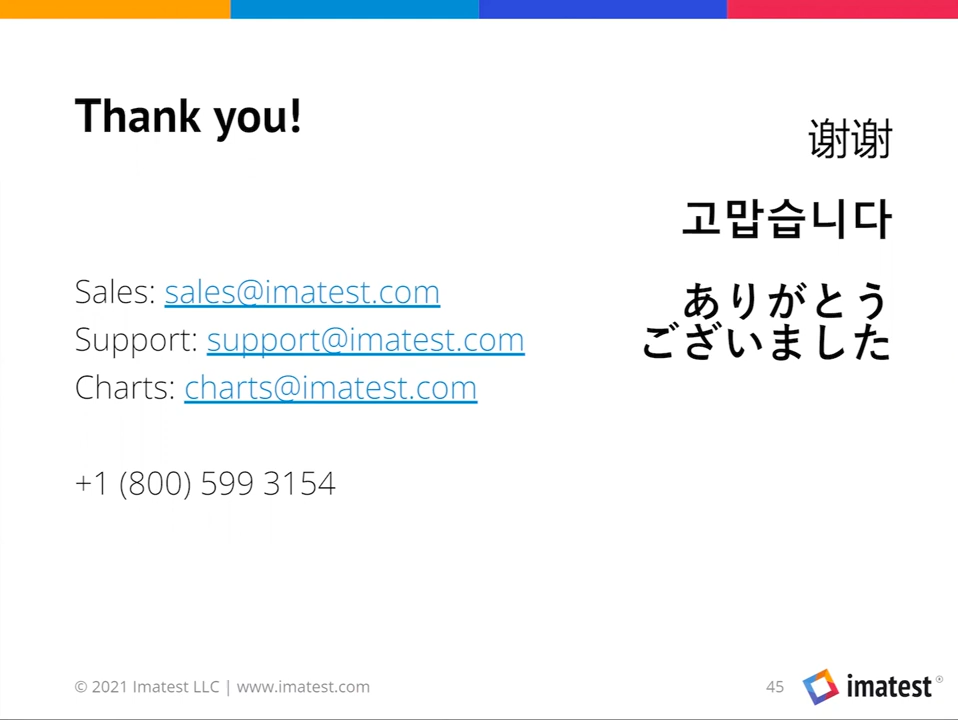 Thank you!
谢谢
고맙습니다
ありがとう
ございました
Sales: sales@imatest.com
Support: support@imatest.com
Charts: charts@imatest.com
+1 (800) 599 3154
© 2021 Imatest LLC | www.imatest.com
45
imatest®